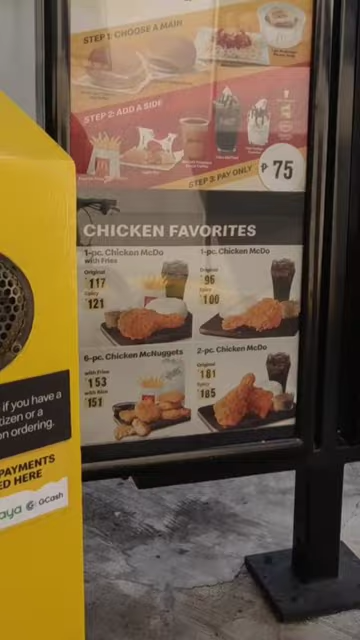 STEP 1: CHOOSE A MAIN
STEP 2: ADD A SIDE
STEP 3: PAY ONLY ₱ 75
CHICKEN FAVORITES
1-pc. Chicken McDo
with Fries
Original
117
Spicy
121
1-pc. Chicken McDo
Original
96
Spicy
100
6-pc. Chicken McNuggets
with Fries
153
with Rice
151
2-pc. Chicken McDo
Original
181
Spicy
185
if you have a
tizen or a
on ordering.
PAYMENTS
ED HERE
aya GCash